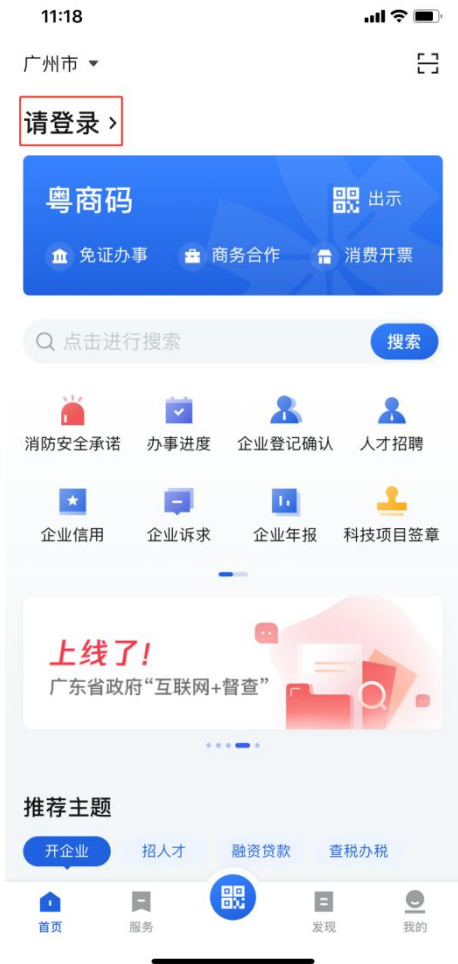 11:18
广州市
请登录
粤商码
出示
免证办事 商务合作 消费开票
点击进行搜索 搜索
消防安全承诺 办事进度 企业登记确认 人才招聘
企业信用 企业诉求 企业年报 科技项目签章
上线了!
广东省政府“互联网+督查”
推荐主题
开企业 招人才 融资贷款 查税办税
首页 服务 发现 我的